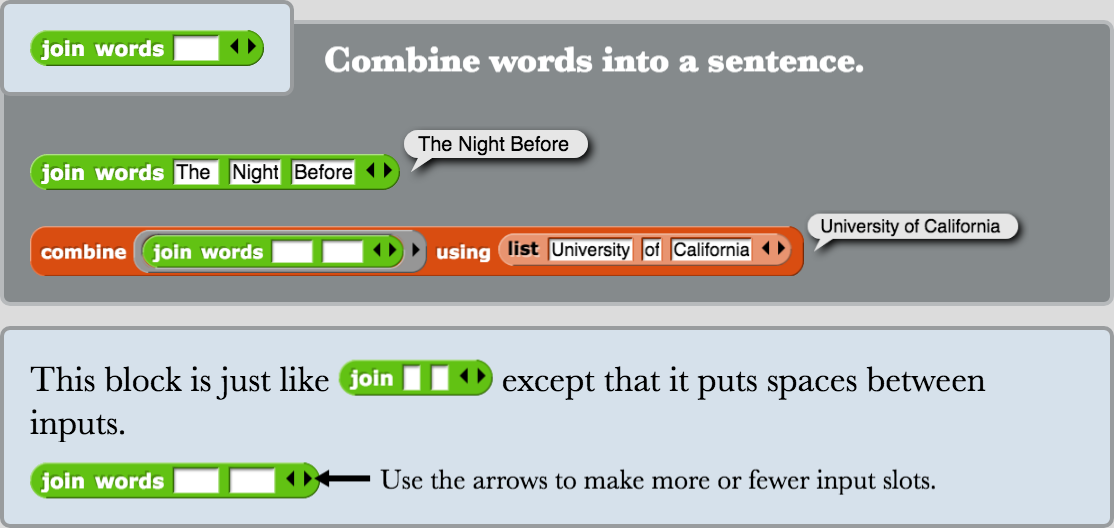 join words
Combine words into a sentence.
The Night Before
join words The Night Before
University of California
combine join words using list University of California
This block is just like join except that it puts spaces between
inputs.
join words Use the arrows to make more or fewer input slots.